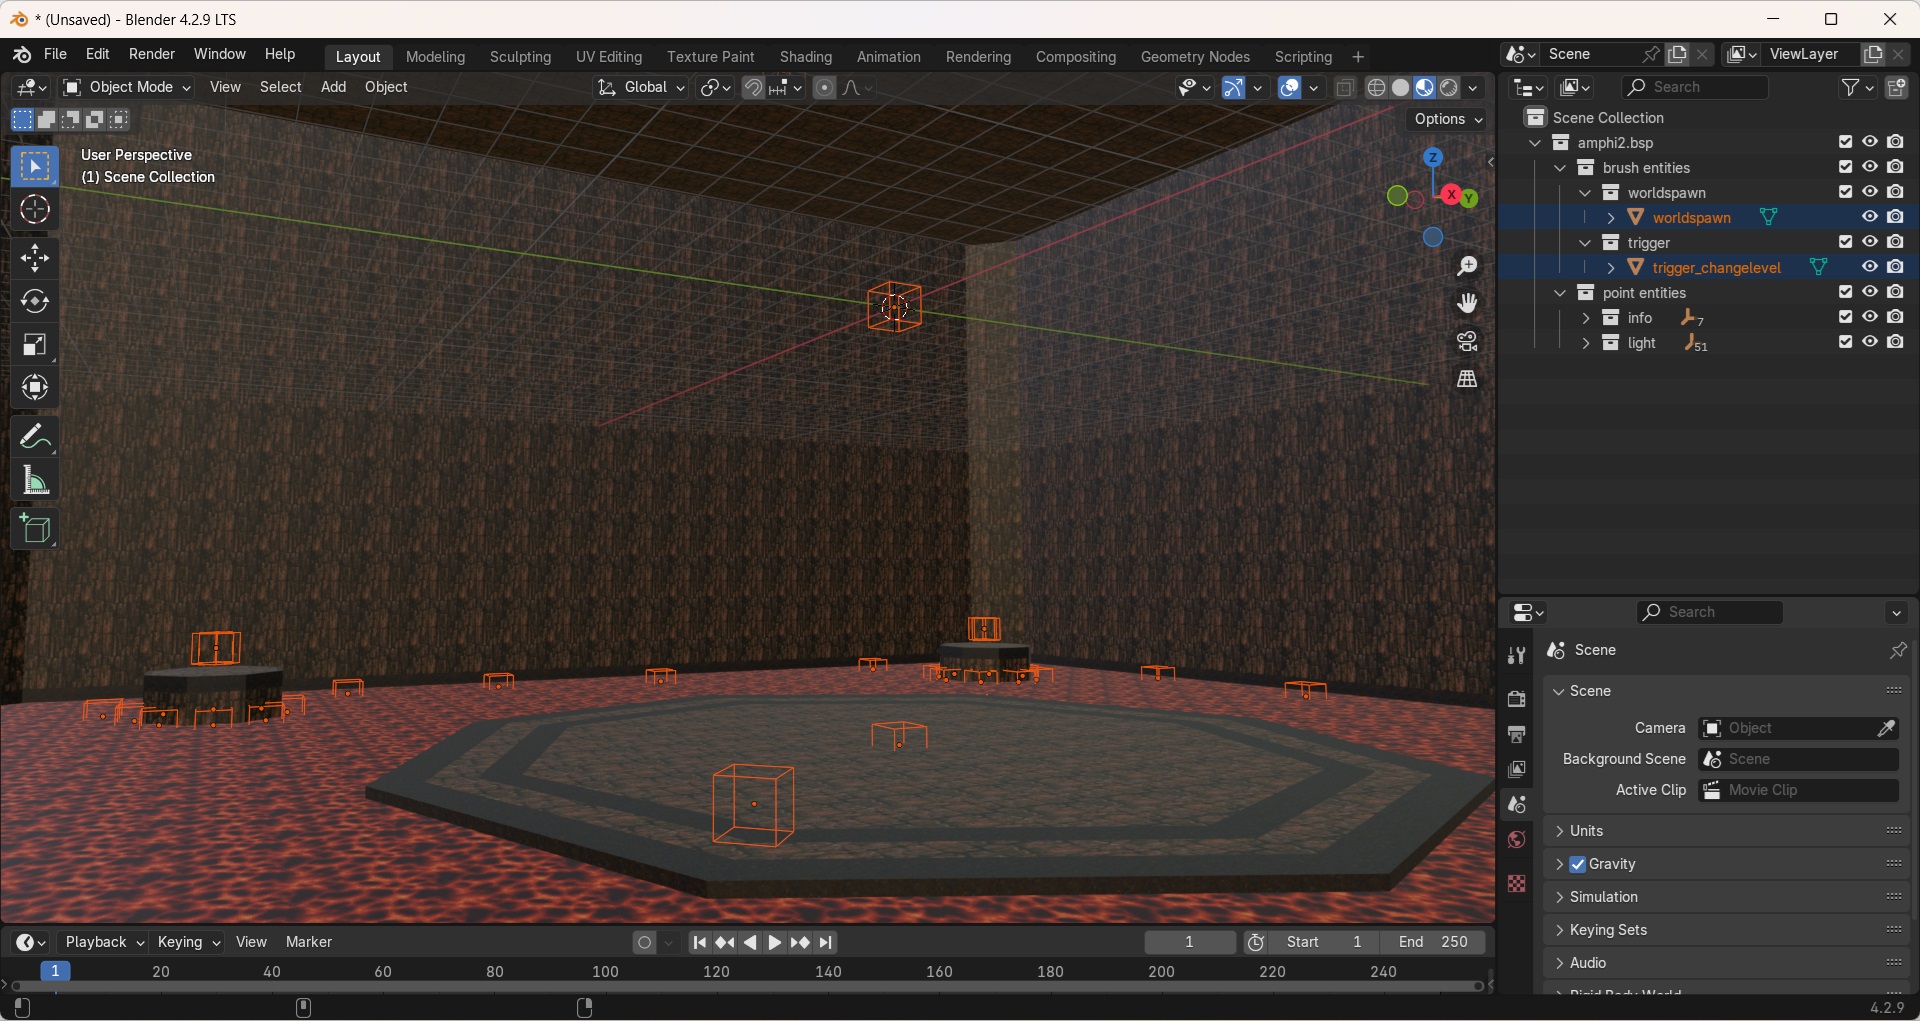 * (Unsaved) - Blender 4.2.9 LTS
File Edit Render Window Help
Layout Modeling Sculpting UV Editing Texture Paint Shading Animation Rendering Compositing Geometry Nodes Scripting +
Scene
ViewLayer
Object Mode View Select Add Object
Global
Options
User Perspective
(1) Scene Collection
Z
X
Y
Search
Scene Collection
amphi2.bsp
brush entities
worldspawn
worldspawn
trigger
trigger_changelevel
point entities
info 7
light 51
Search
Scene
Scene
Camera Object
Background Scene Scene
Active Clip Movie Clip
Units
Gravity
Simulation
Keying Sets
Audio
Rigid Body World
Playback Keying View Marker
1
Start 1
End 250
1 20 40 60 80 100 120 140 160 180 200 220 240
4.2.9